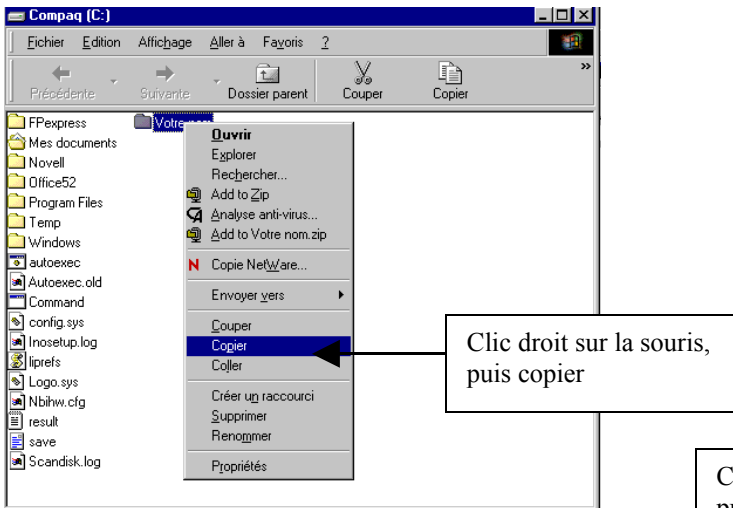 Compaq (C:)
Fichier Edition Affichage Aller à Favoris ?
Précédente Suivante Dossier parent Couper Copier »
FPexpress
Mes documents
Novell
Office52
Program Files
Temp
Windows
autoexec
Autoexec.old
Command
config.sys
Inosetup.log
liprefs
Logo.sys
Nbihw.cfg
result
save
Scandisk.log
Votre
Ouvrir
Explorer
Rechercher...
Add to Zip
Analyse anti-virus...
Add to Votre nom.zip
Copie NetWare...
Envoyer vers
Couper
Copier
Coller
Créer un raccourci
Supprimer
Renommer
Propriétés
Clic droit sur la souris,
puis copier